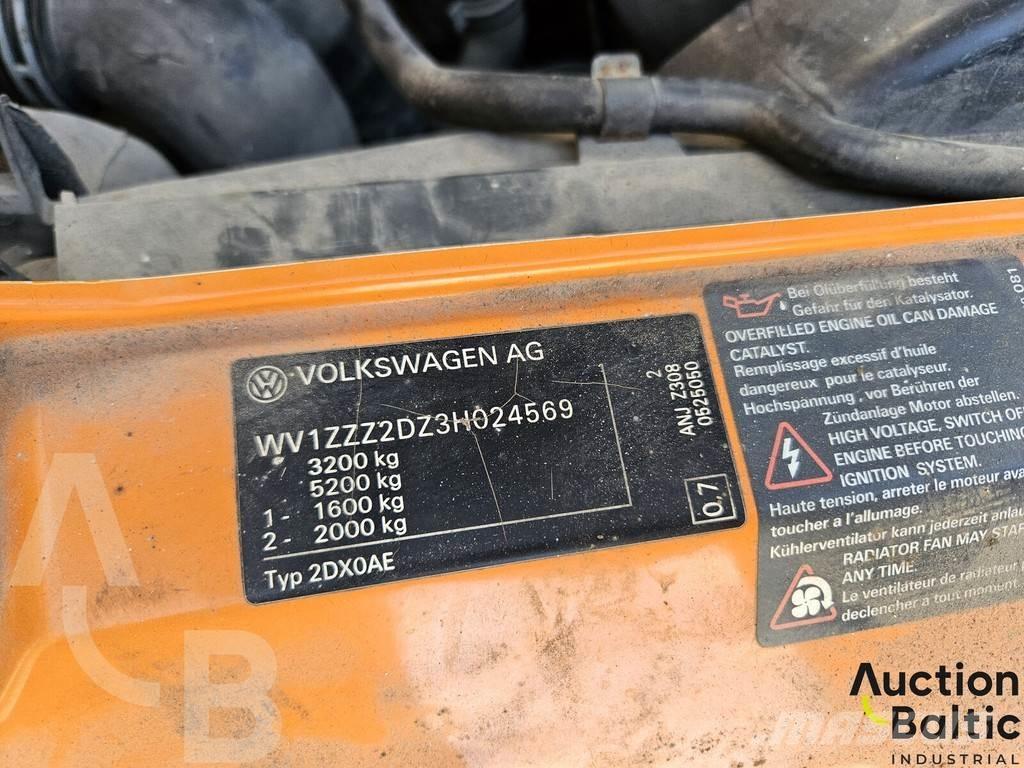 VOLKSWAGEN AG
WV1ZZZ2DZ3H024569
3200 kg
5200 kg
1 - 1600 kg
2 - 2000 kg
Typ 2DX0AE
2
ANJ Z308
0525050
0,7
081
Bei Ölüberfüllung besteht
Gefahr für den Katalysator.
OVERFILLED ENGINE OIL CAN DAMAGE
CATALYST.
Remplissage excessif d'huile
dangereux pour le catalyseur.
Hochspannung, vor Berühren der
Zündanlage Motor abstellen.
HIGH VOLTAGE, SWITCH OF
ENGINE BEFORE TOUCHING
IGNITION SYSTEM.
Haute tension, arreter le moteur ava
toucher a l'allumage.
Kühlerventilator kann jederzeit anlau
RADIATOR FAN MAY STAR
ANY TIME.
Le ventilateur de radiateur
declencher a tout moment.
A
B
Auction
Baltic
INDUSTRIAL